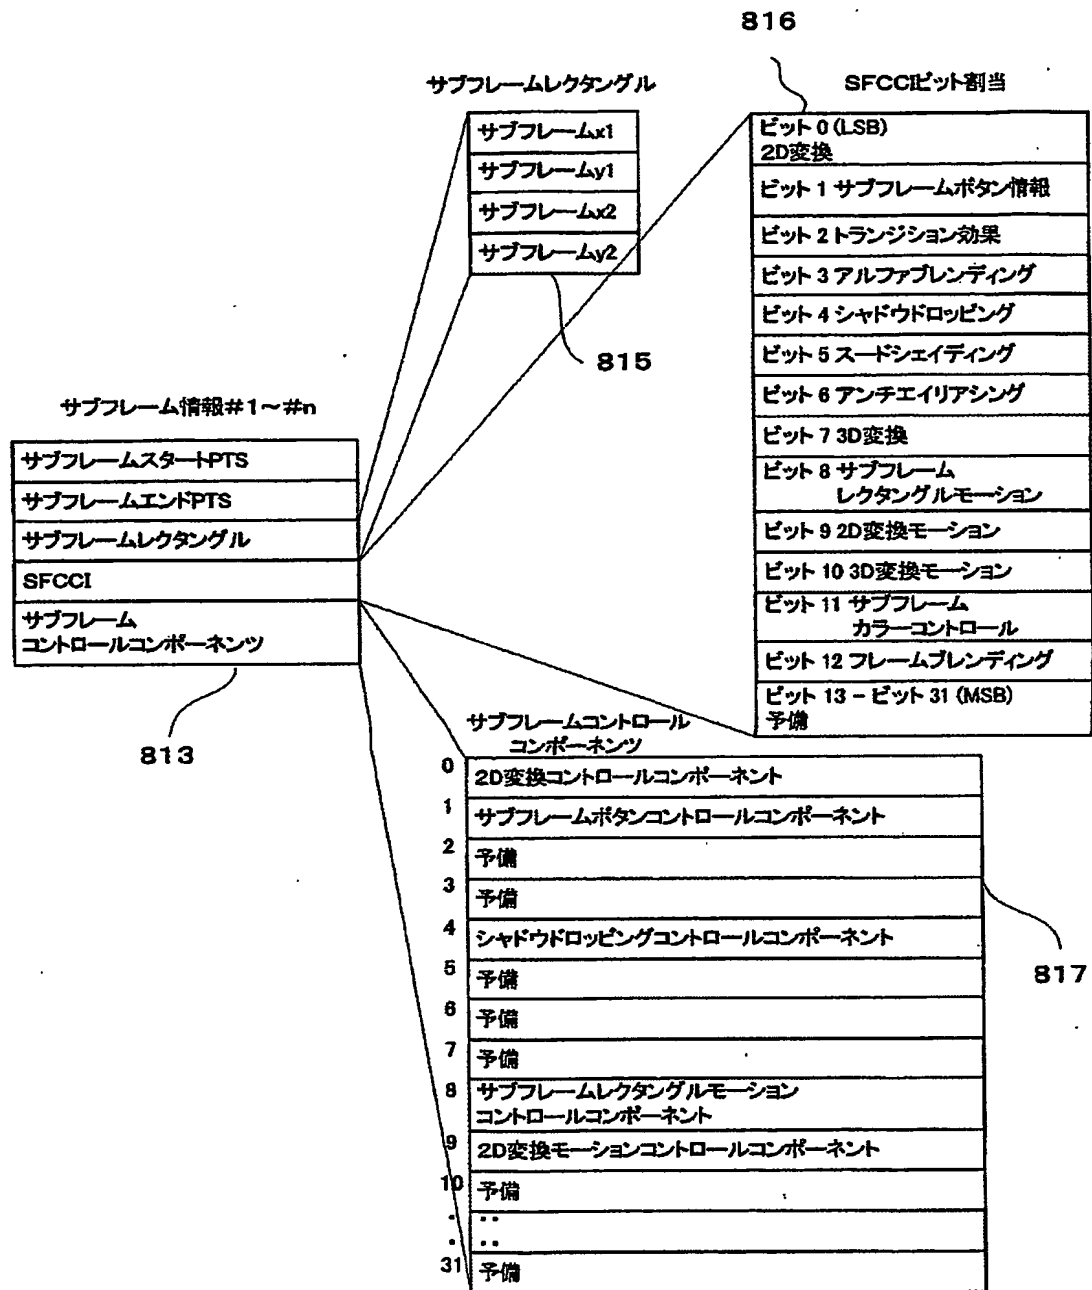 816
サブフレームレクタングル
サブフレームx1
サブフレームy1
サブフレームx2
サブフレームy2
815
SFCCIビット割当
ビット 0 (LSB)
2D変換
ビット 1 サブフレームボタン情報
ビット 2 トランジション効果
ビット 3 アルファブレンディング
ビット 4 シャドウドロッピング
ビット 5 スードシェイディング
ビット 6 アンチエイリアシング
ビット 7 3D変換
ビット 8 サブフレーム
レクタングルモーション
ビット 9 2D変換モーション
ビット 10 3D変換モーション
ビット 11 サブフレーム
カラーコントロール
ビット 12 フレームブレンディング
ビット 13 − ビット 31 (MSB)
予備
サブフレーム情報#1〜#n
サブフレームスタートPTS
サブフレームエンドPTS
サブフレームレクタングル
SFCCI
サブフレーム
コントロールコンポーネンツ
813
サブフレームコントロール
コンポーネンツ
0 2D変換コントロールコンポーネント
1 サブフレームボタンコントロールコンポーネント
2 予備
3 予備
4 シャドウドロッピングコントロールコンポーネント
5 予備
6 予備
7 予備
8 サブフレームレクタングルモーション
コントロールコンポーネント
9 2D変換モーションコントロールコンポーネント
10 予備
・ ‥
・ ‥
31 予備
817